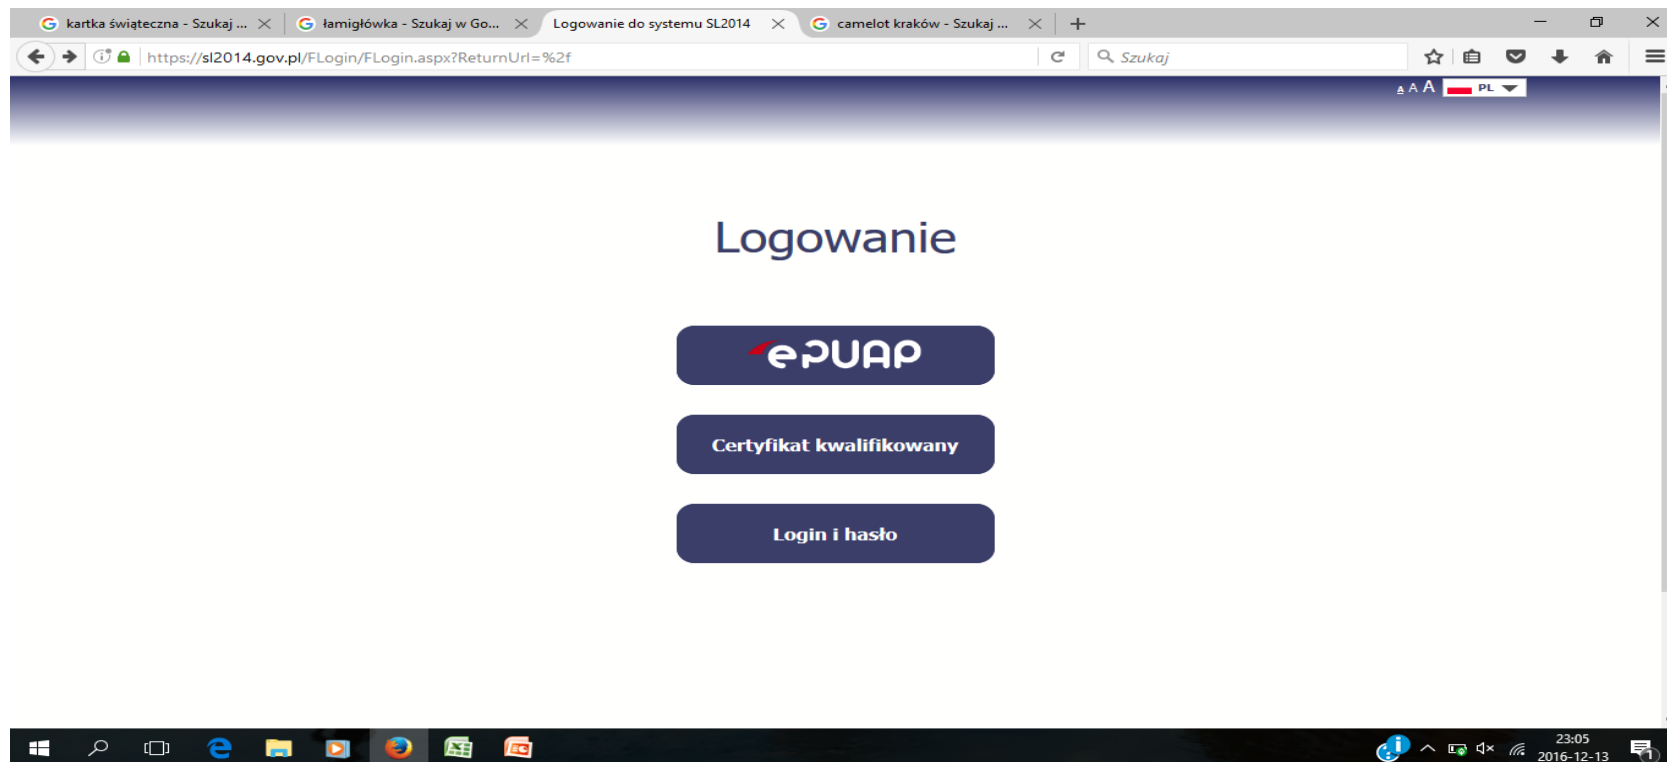 kartka świąteczna - Szukaj ...
łamigłówka - Szukaj w Go...
Logowanie do systemu SL2014
camelot kraków - Szukaj ...
https://sl2014.gov.pl/FLogin/FLogin.aspx?ReturnUrl=%2f
Szukaj
A A A PL
Logowanie
ePUAP
Certyfikat kwalifikowany
Login i hasło
23:05
2016-12-13
1